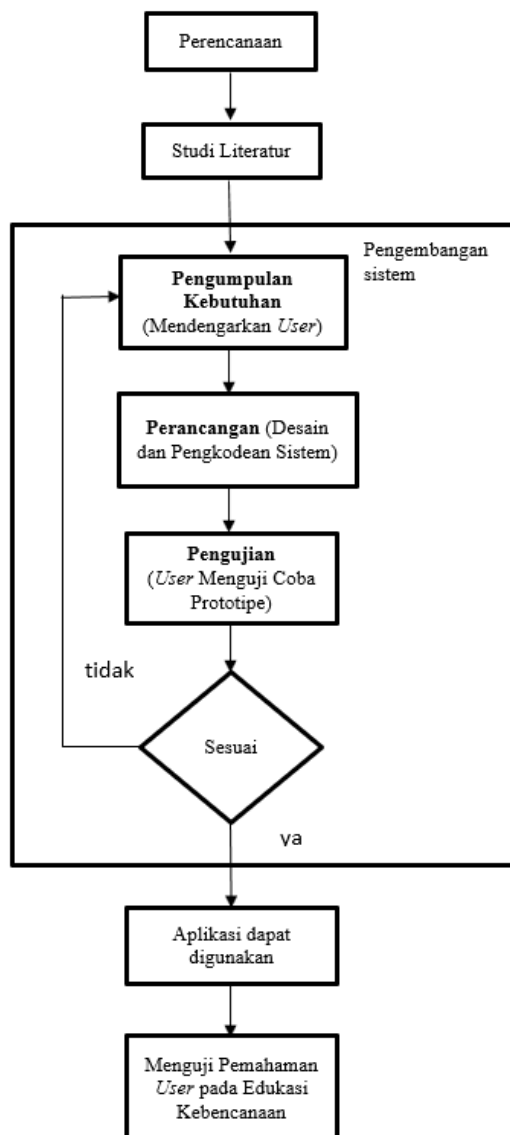 Perencanaan
Studi Literatur
Pengembangan
sistem
Pengumpulan
Kebutuhan
(Mendengarkan User)
Perancangan (Desain
dan Pengkodean Sistem)
Pengujian
(User Menguji Coba
Prototipe)
tidak
Sesuai
ya
Aplikasi dapat
digunakan
Menguji Pemahaman
User pada Edukasi
Kebencanaan